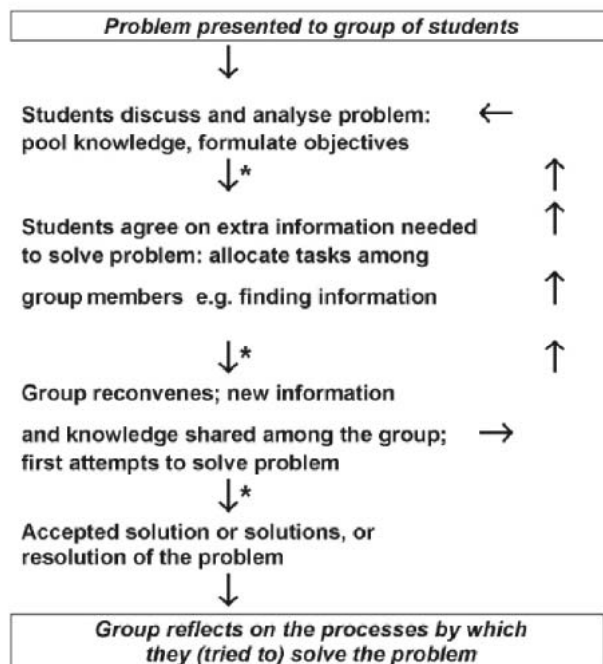 Problem presented to group of students
Students discuss and analyse problem:
pool knowledge, formulate objectives
*
Students agree on extra information needed
to solve problem: allocate tasks among
group members e.g. finding information
*
Group reconvenes; new information
and knowledge shared among the group;
first attempts to solve problem
*
Accepted solution or solutions, or
resolution of the problem
Group reflects on the processes by which
they (tried to) solve the problem